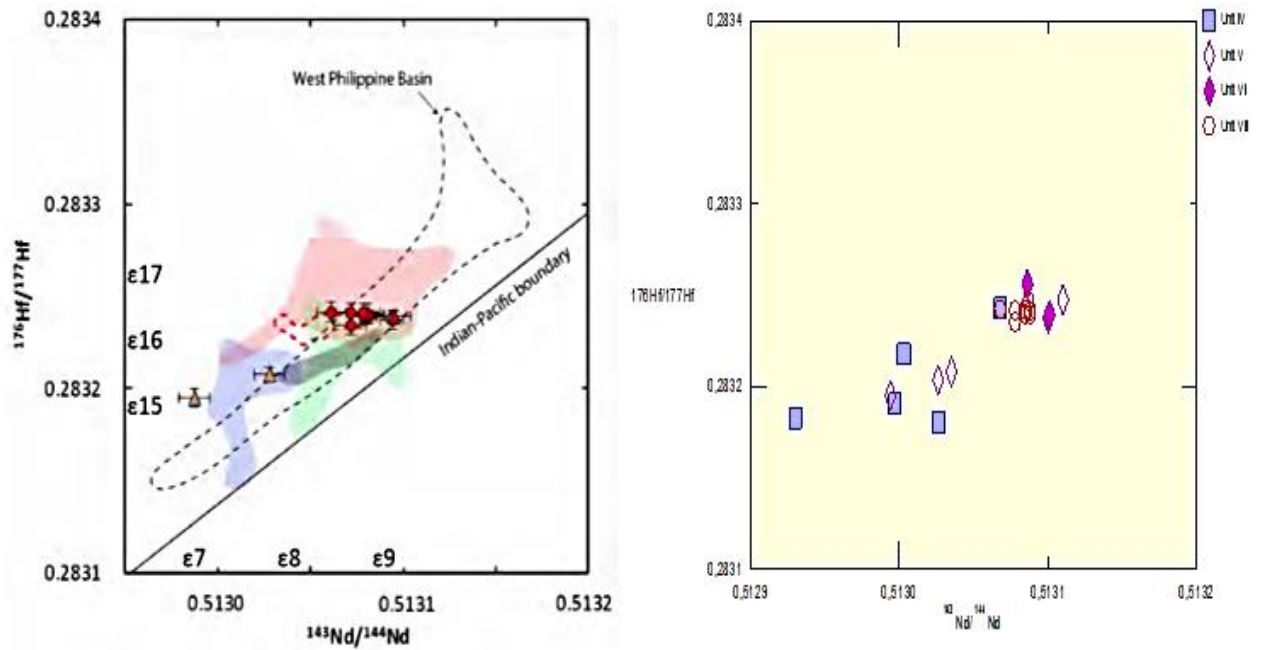 0.2834
West Philippine Basin
0.2833
176Hf/177Hf
ε17
ε16
Indian-Pacific boundary
0.2832
ε15
ε7 ε8 ε9
0.2831
0.5130 0.5131 0.5132
143Nd/144Nd
0,2834
Unit IV
Unit V
Unit VI
Unit VIII
0,2833
176Hf/177Hf
0,2832
0,2831
0,5129 0,5130 0,5131 0,5132
Nd/144Nd